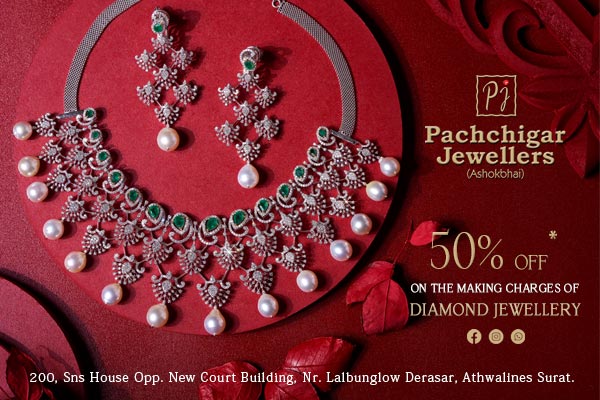 Pj
Pachchigar
Jewellers
(Ashokbhai)
50% OFF*
ON THE MAKING CHARGES OF
DIAMOND JEWELLERY
200, Sns House Opp. New Court Building, Nr. Lalbunglow Derasar, Athwalines Surat.